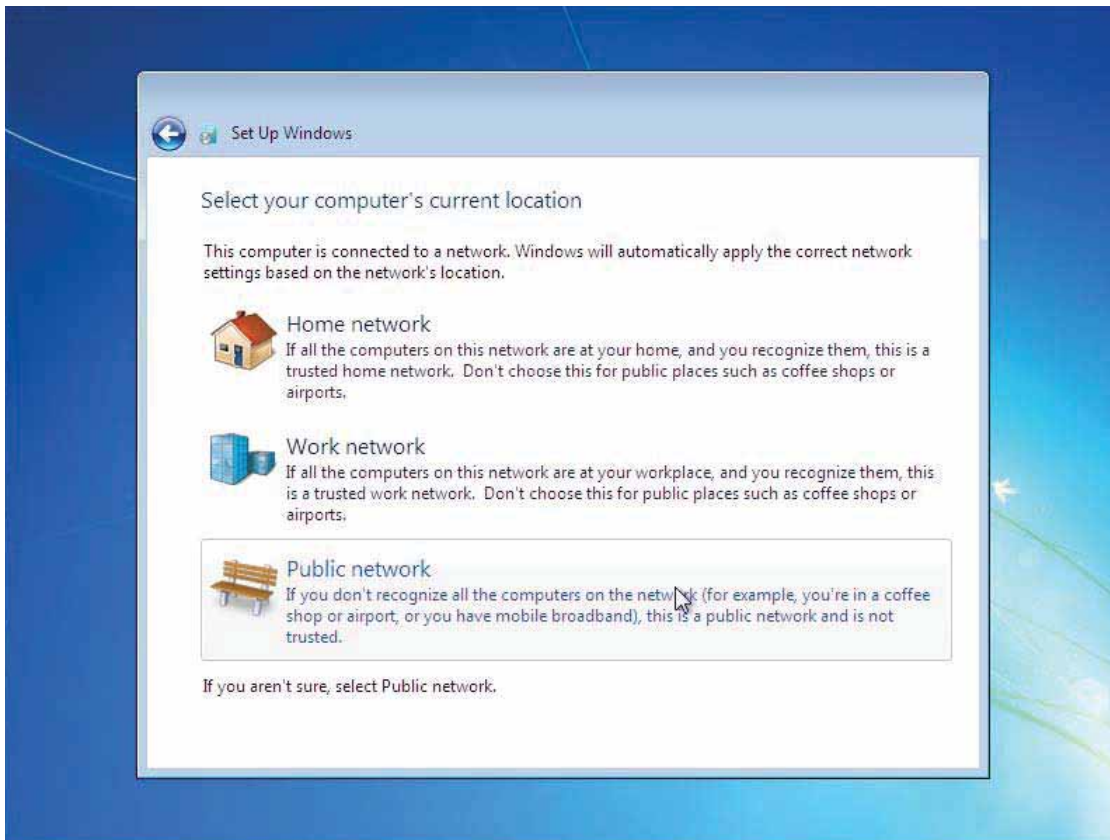 Set Up Windows
Select your computer's current location
This computer is connected to a network. Windows will automatically apply the correct network
settings based on the network's location.
Home network
If all the computers on this network are at your home, and you recognize them, this is a
trusted home network.  Don't choose this for public places such as coffee shops or
airports.
Work network
If all the computers on this network are at your workplace, and you recognize them, this
is a trusted work network.  Don't choose this for public places such as coffee shops or
airports.
Public network
If you don't recognize all the computers on the network (for example, you're in a coffee
shop or airport, or you have mobile broadband), this is a public network and is not
trusted.
If you aren't sure, select Public network.